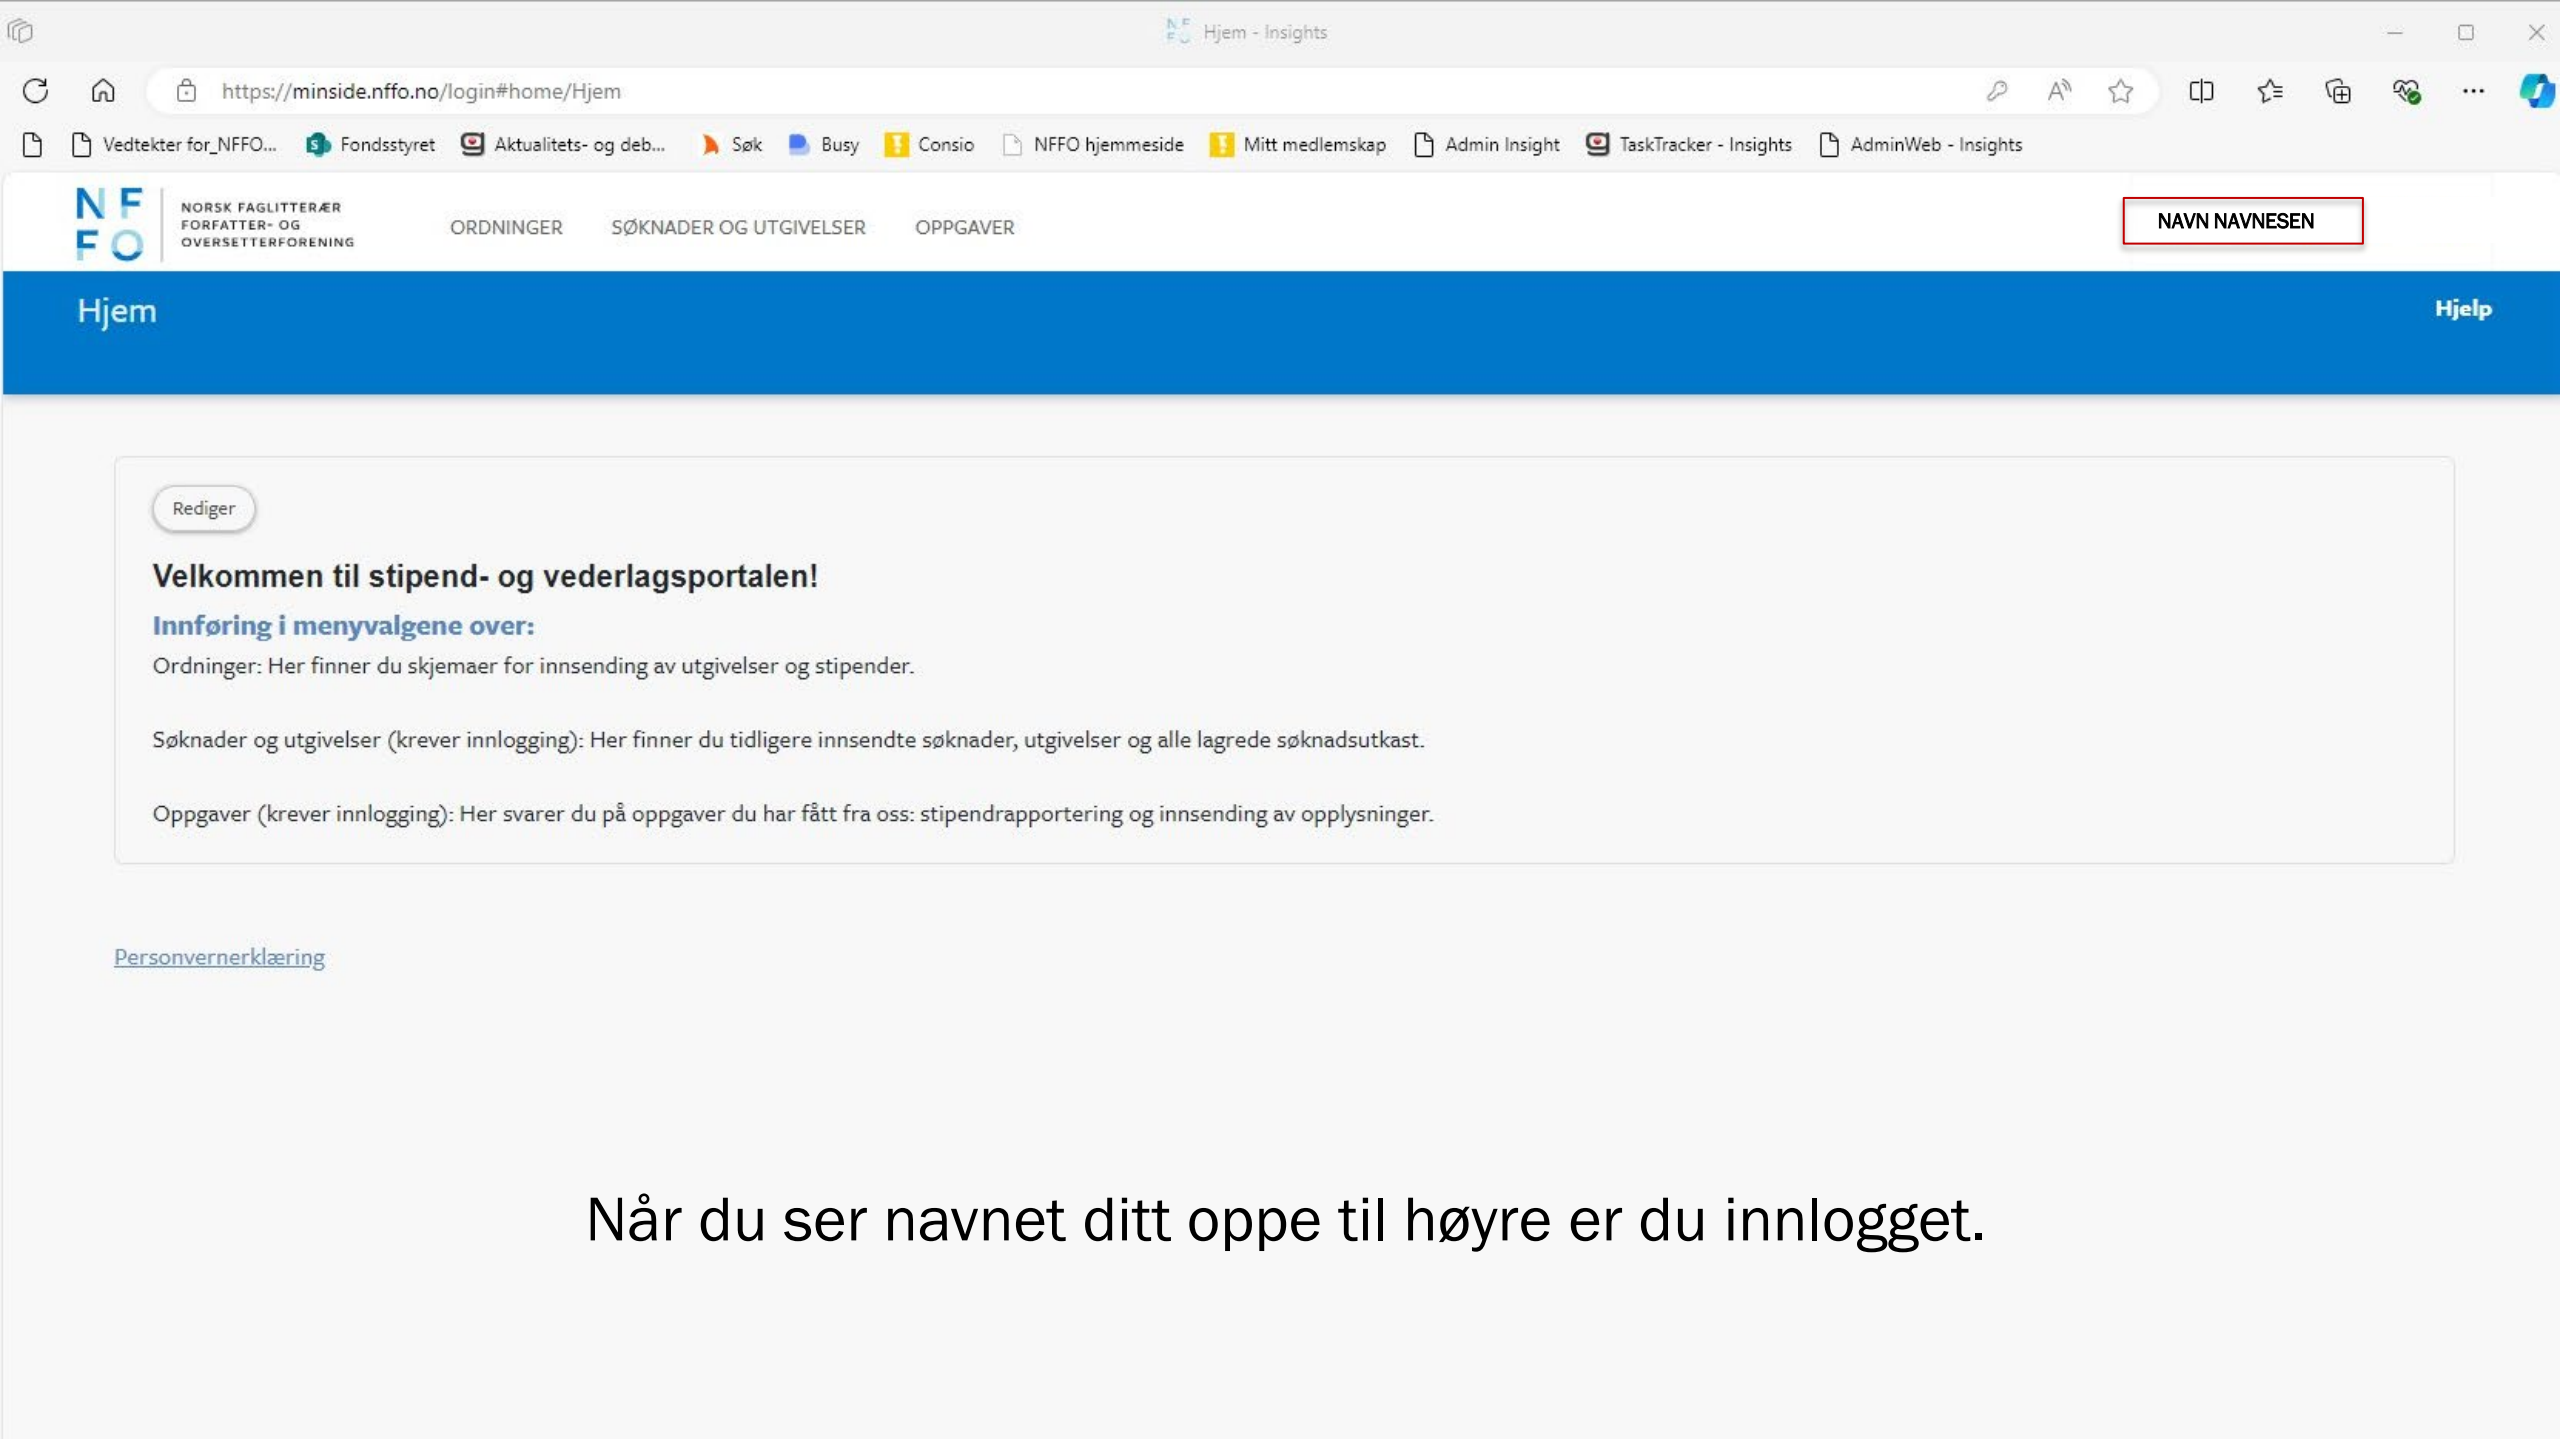 Hjem - Insights
https://minside.nffo.no/login#home/Hjem
Vedtekter for_NFFO... Fondsstyret Aktualitets- og deb... Søk Busy Consio NFFO hjemmeside Mitt medlemskap Admin Insight TaskTracker - Insights AdminWeb - Insights
N F
F O
NORSK FAGLITTERÆR
FORFATTER- OG
OVERSETTERFORENING
ORDNINGER SØKNADER OG UTGIVELSER OPPGAVER
NAVN NAVNESEN
Hjem
Hjelp
Rediger
Velkommen til stipend- og vederlagsportalen!
Innføring i menyvalgene over:
Ordninger: Her finner du skjemaer for innsending av utgivelser og stipender.
Søknader og utgivelser (krever innlogging): Her finner du tidligere innsendte søknader, utgivelser og alle lagrede søknadsutkast.
Oppgaver (krever innlogging): Her svarer du på oppgaver du har fått fra oss: stipendrapportering og innsending av opplysninger.
Personvernerklæring
Når du ser navnet ditt oppe til høyre er du innlogget.